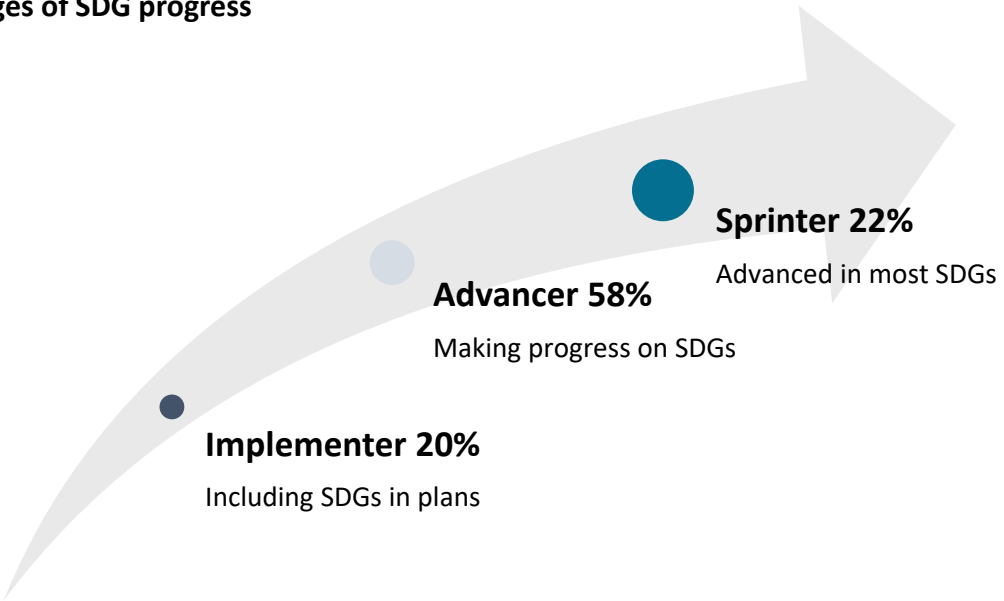 ges of SDG progress
Sprinter 22%
Advanced in most SDGs
Advancer 58%
Making progress on SDGs
Implementer 20%
Including SDGs in plans